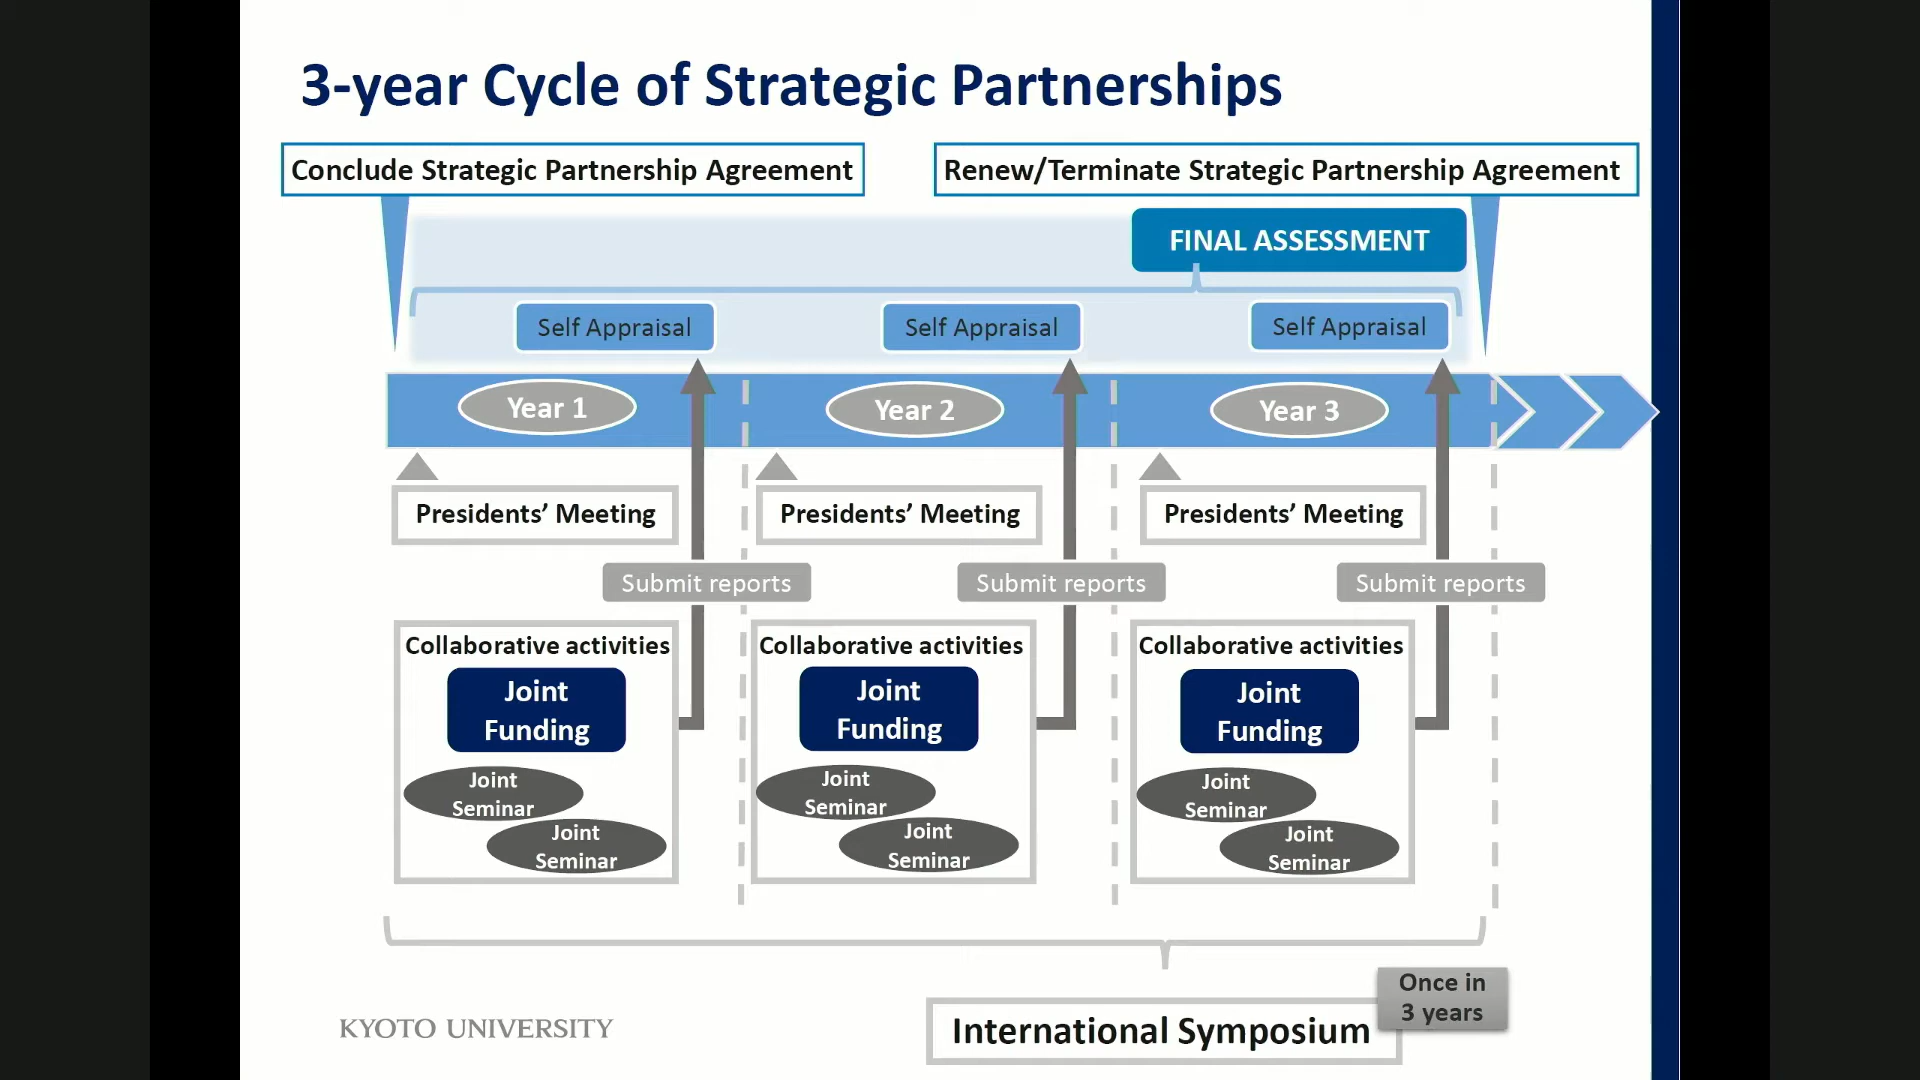 3-year Cycle of Strategic Partnerships
Conclude Strategic Partnership Agreement
Renew/Terminate Strategic Partnership Agreement
FINAL ASSESSMENT
Self Appraisal
Self Appraisal
Self Appraisal
Year 1
Year 2
Year 3
Presidents’ Meeting
Presidents’ Meeting
Presidents’ Meeting
Submit reports
Submit reports
Submit reports
Collaborative activities
Joint
Funding
Joint
Seminar
Joint
Seminar
Collaborative activities
Joint
Funding
Joint
Seminar
Joint
Seminar
Collaborative activities
Joint
Funding
Joint
Seminar
Joint
Seminar
Once in
3 years
International Symposium
KYOTO UNIVERSITY